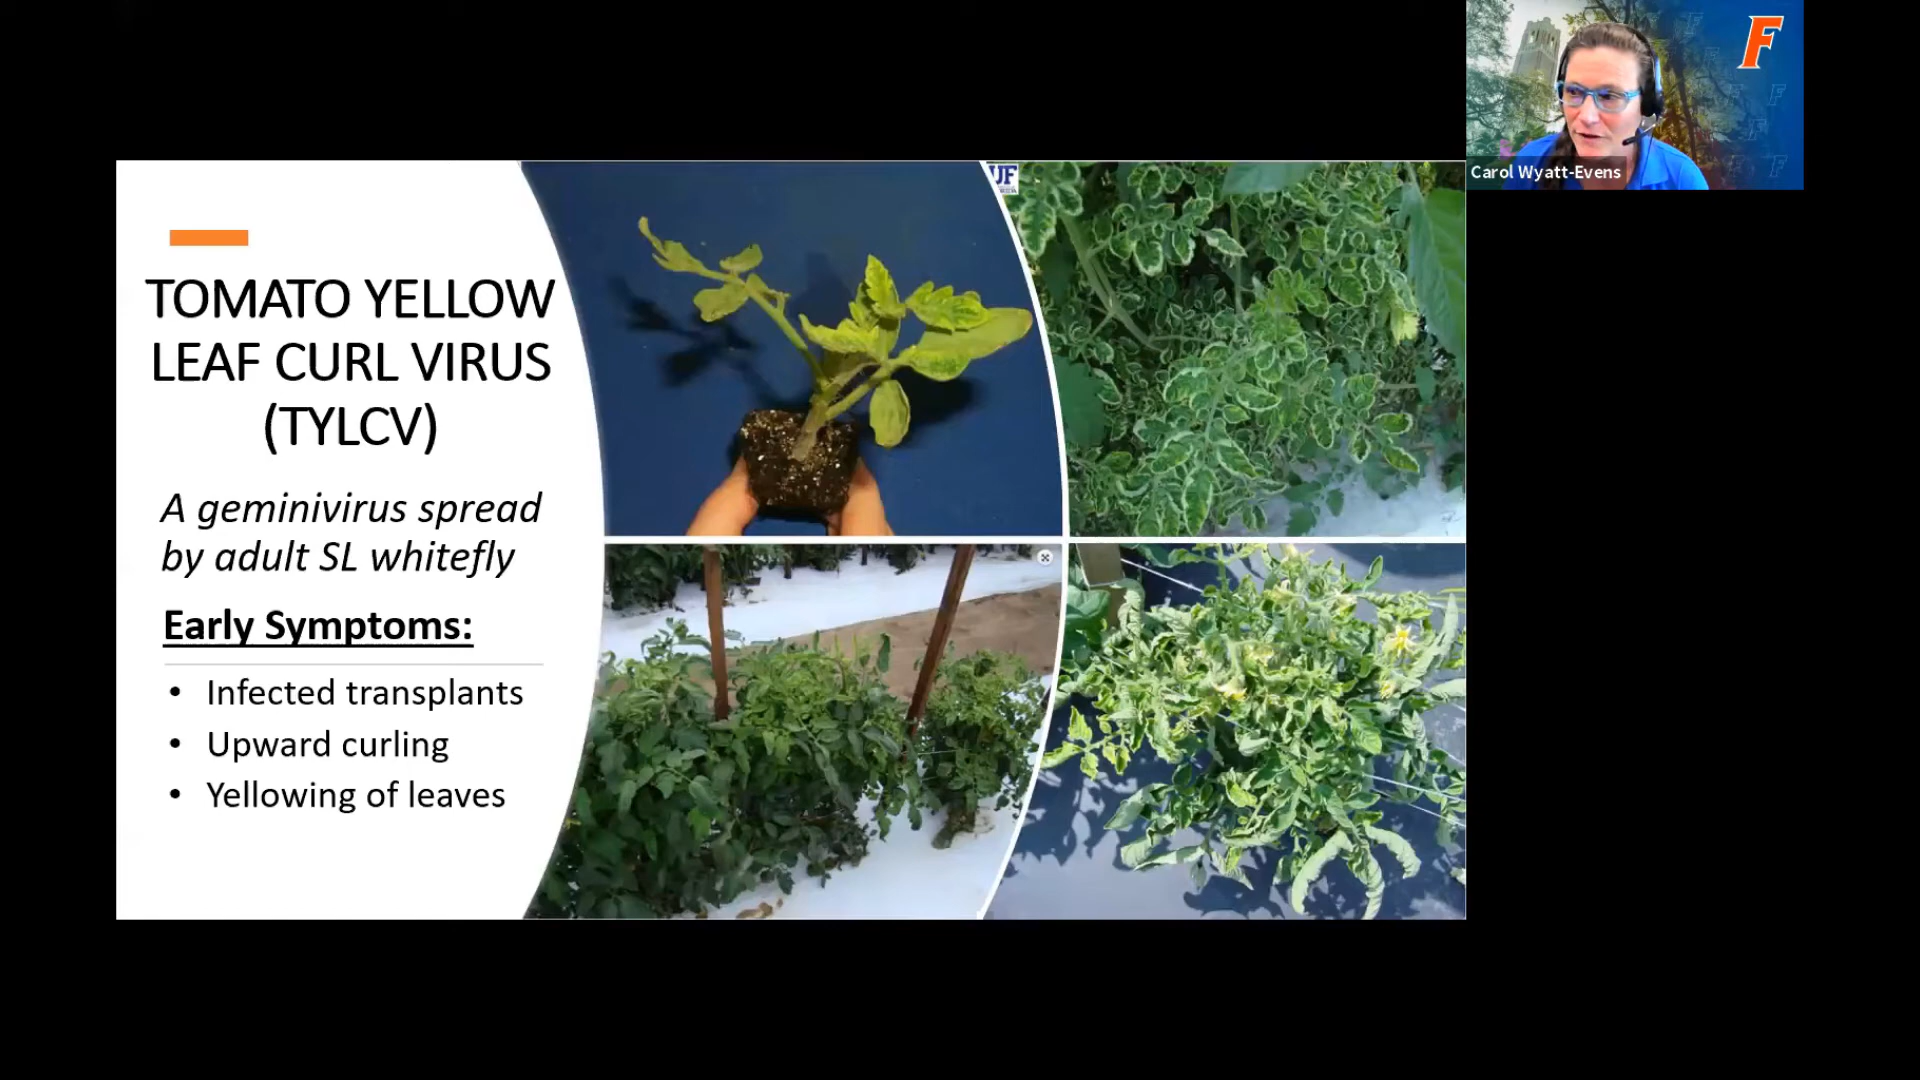 F
Carol Wyatt-Evens
UF
TOMATO YELLOW
LEAF CURL VIRUS
(TYLCV)
A geminivirus spread
by adult SL whitefly
Early Symptoms:
• Infected transplants
• Upward curling
• Yellowing of leaves